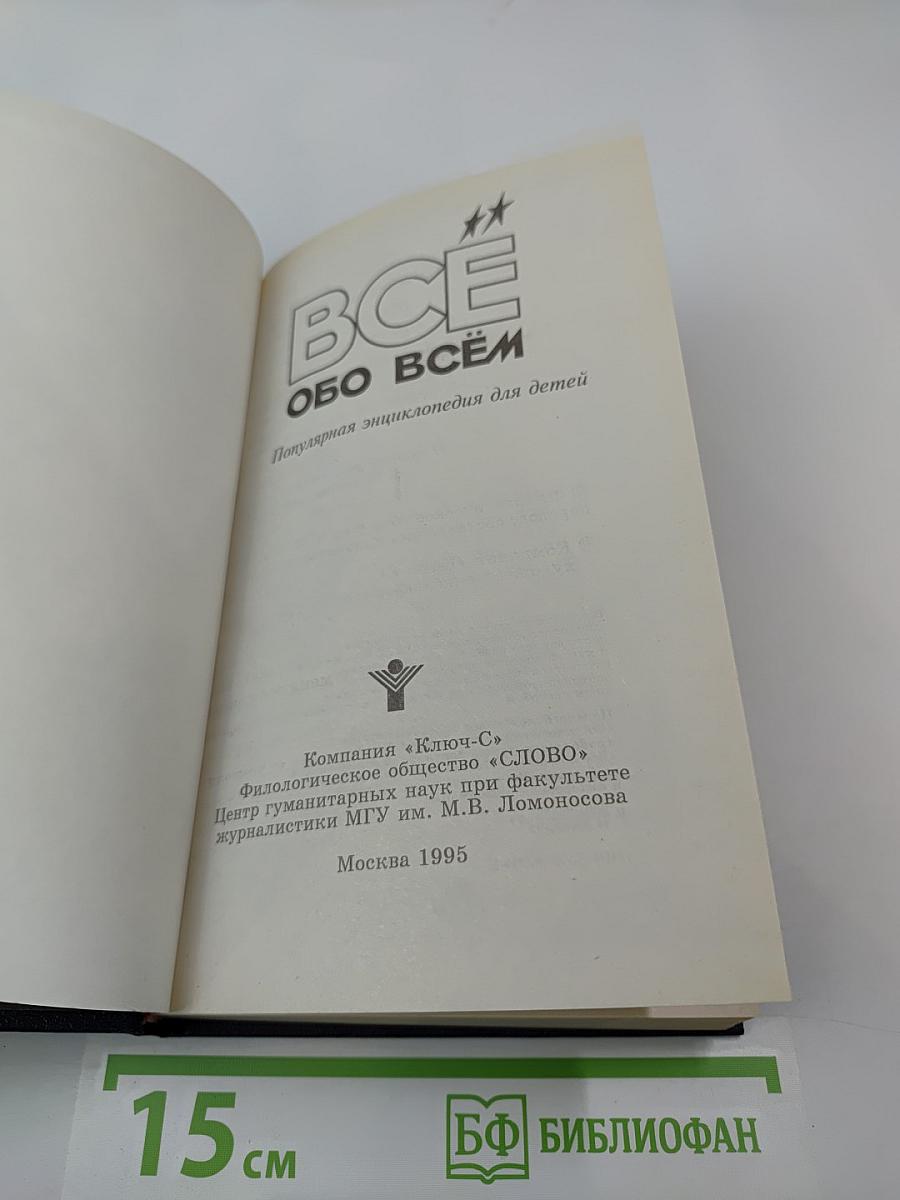 ВСЁ
ОБО ВСЁМ
Популярная энциклопедия для детей
Компания «Ключ-С»
Филологическое общество «СЛОВО»
Центр гуманитарных наук при факультете
журналистики МГУ им. М.В. Ломоносова
Москва 1995
15 см
БФ БИБЛИОФАН